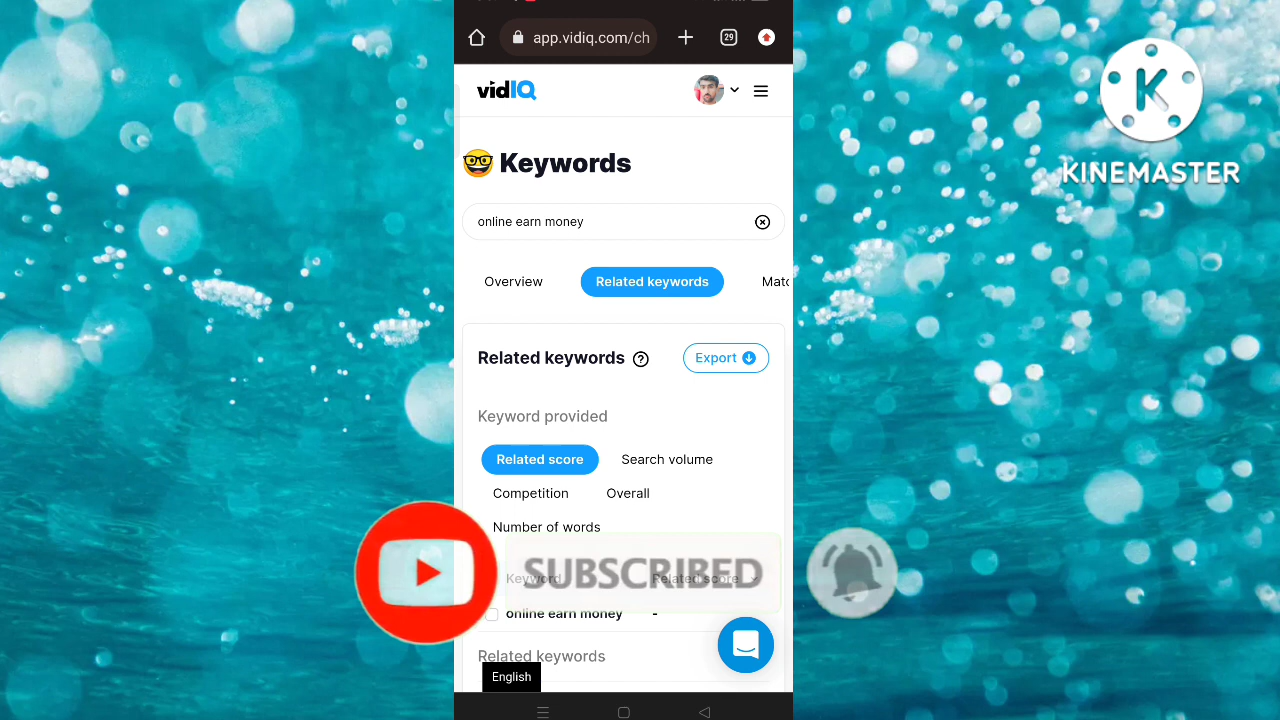 app.vidiq.com/ch
29
vidIQ
K
KINEMASTER
Keywords
online earn money
Overview
Related keywords
Matc
Related keywords
Export
Keyword provided
Related score
Search volume
Competition
Overall
Number of words
SUBSCRIBED
Keyword
Related score
online earn money
-
Related keywords
English